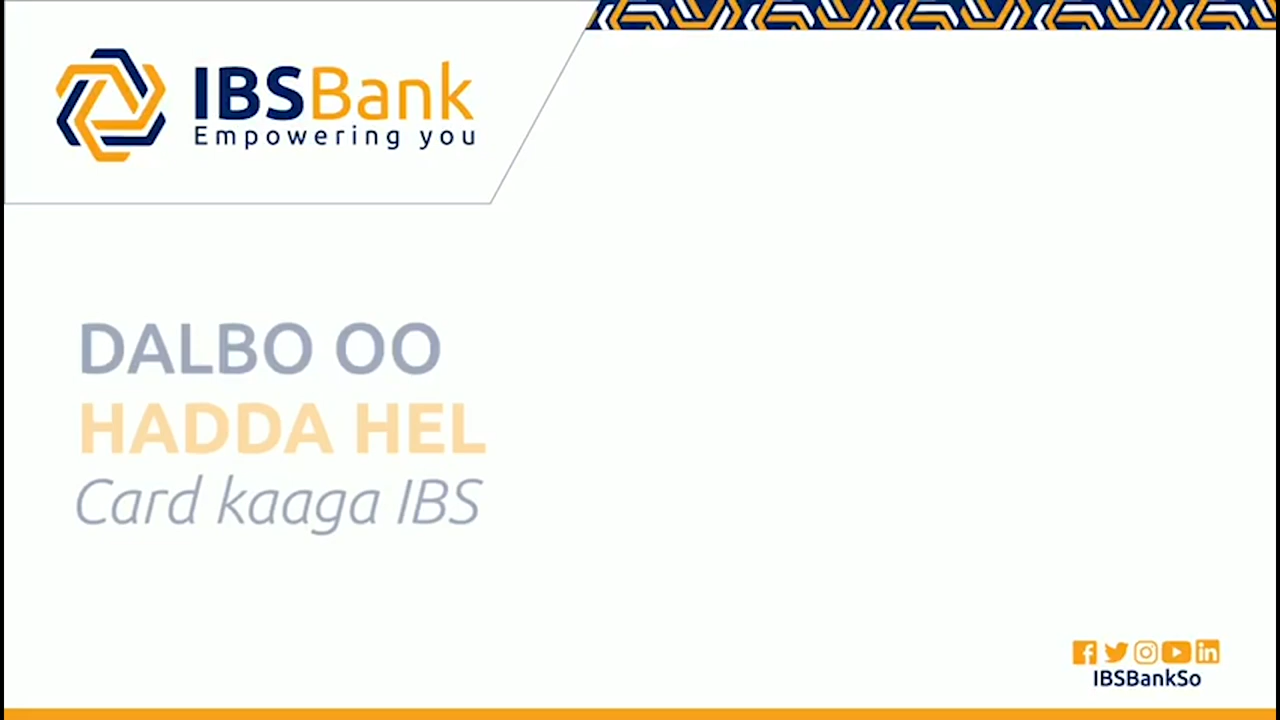 IBSBank
Empowering you
DALBO OO
HADDA HEL
Card kaaga IBS
IBSBankSo